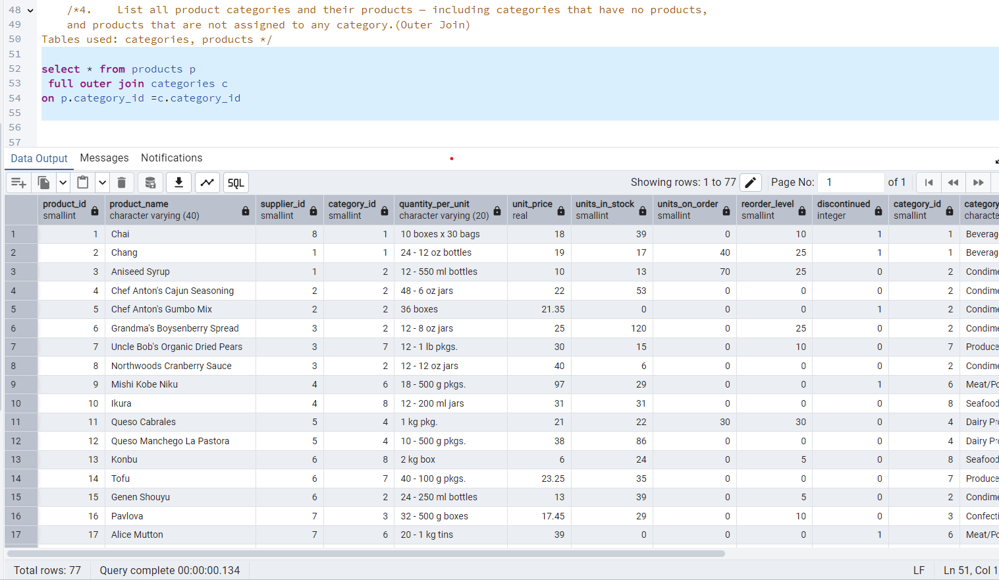 48 /*4. List all product categories and their products – including categories that have no products,
49 and products that are not assigned to any category.(Outer Join)
50 Tables used: categories, products */
51
52 select * from products p
53 full outer join categories c
54 on p.category_id =c.category_id
55
56
57
Data Output Messages Notifications
SQL Showing rows: 1 to 77 Page No: 1 of 1
product_id product_name supplier_id category_id quantity_per_unit unit_price units_in_stock units_on_order reorder_level discontinued category_id category
smallint character varying (40) smallint smallint character varying (20) real smallint smallint smallint integer smallint characte
1 1 Chai 8 1 10 boxes x 30 bags 18 39 0 10 1 1 Beverag
2 2 Chang 1 1 24 - 12 oz bottles 19 17 40 25 1 1 Beverag
3 3 Aniseed Syrup 1 2 12 - 550 ml bottles 10 13 70 25 0 2 Condime
4 4 Chef Anton's Cajun Seasoning 2 2 48 - 6 oz jars 22 53 0 0 0 2 Condime
5 5 Chef Anton's Gumbo Mix 2 2 36 boxes 21.35 0 0 0 1 2 Condime
6 6 Grandma's Boysenberry Spread 3 2 12 - 8 oz jars 25 120 0 25 0 2 Condime
7 7 Uncle Bob's Organic Dried Pears 3 7 12 - 1 lb pkgs. 30 15 0 10 0 7 Produce
8 8 Northwoods Cranberry Sauce 3 2 12 - 12 oz jars 40 6 0 0 0 2 Condime
9 9 Mishi Kobe Niku 4 6 18 - 500 g pkgs. 97 29 0 0 1 6 Meat/Po
10 10 Ikura 4 8 12 - 200 ml jars 31 31 0 0 0 8 Seafood
11 11 Queso Cabrales 5 4 1 kg pkg. 21 22 30 30 0 4 Dairy Pro
12 12 Queso Manchego La Pastora 5 4 10 - 500 g pkgs. 38 86 0 0 0 4 Dairy Pro
13 13 Konbu 6 8 2 kg box 6 24 0 5 0 8 Seafood
14 14 Tofu 6 7 40 - 100 g pkgs. 23.25 35 0 0 0 7 Produce
15 15 Genen Shouyu 6 2 24 - 250 ml bottles 13 39 0 5 0 2 Condime
16 16 Pavlova 7 3 32 - 500 g boxes 17.45 29 0 10 0 3 Confecti
17 17 Alice Mutton 7 6 20 - 1 kg tins 39 0 0 0 1 6 Meat/Po
Total rows: 77 Query complete 00:00:00.134 LF Ln 51, Col 1